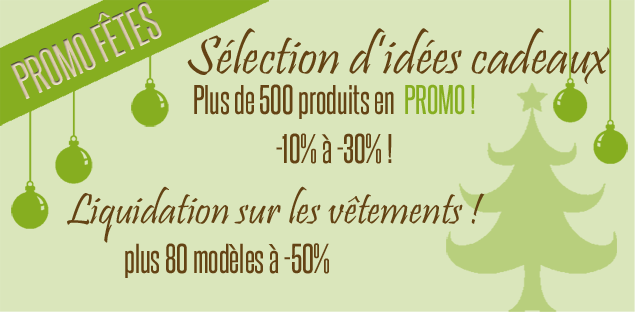 PROMO FÊTES
Sélection d'idées cadeaux
Plus de 500 produits en PROMO !
-10% à -30% !
Liquidation sur les vêtements !
plus 80 modèles à -50%